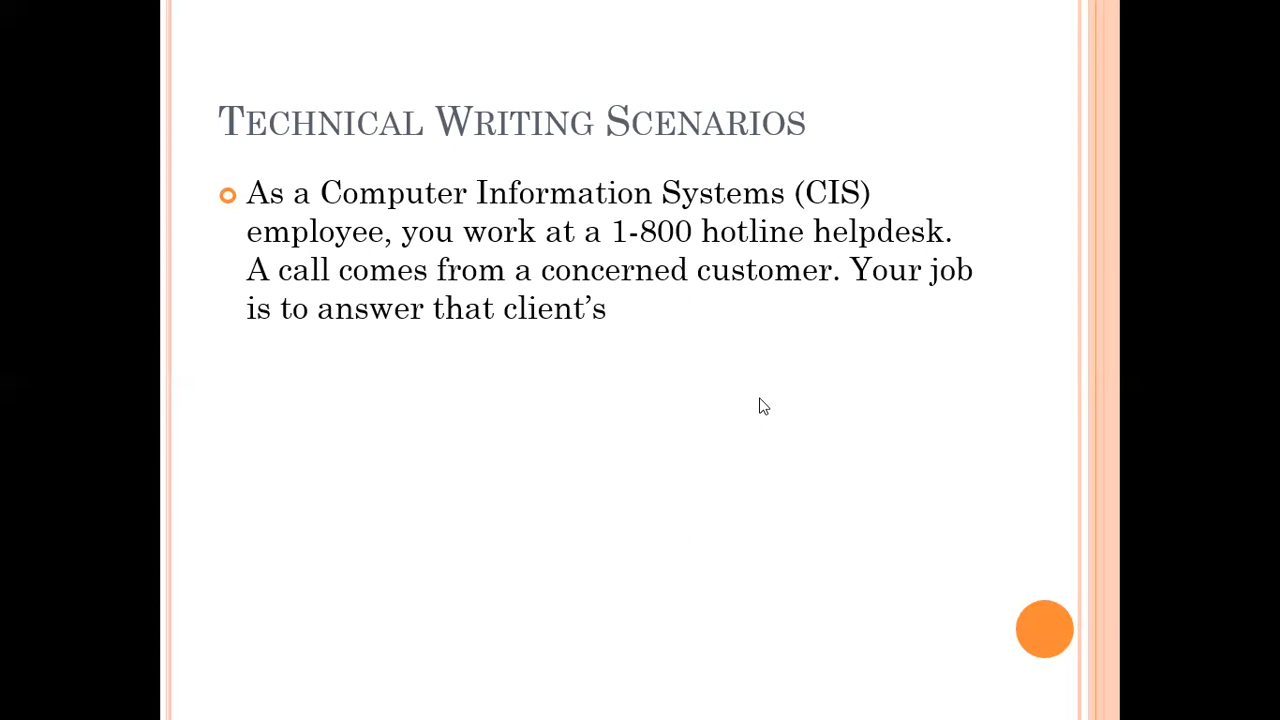 Technical Writing Scenarios
As a Computer Information Systems (CIS)
employee, you work at a 1-800 hotline helpdesk.
A call comes from a concerned customer. Your job
is to answer that client’s